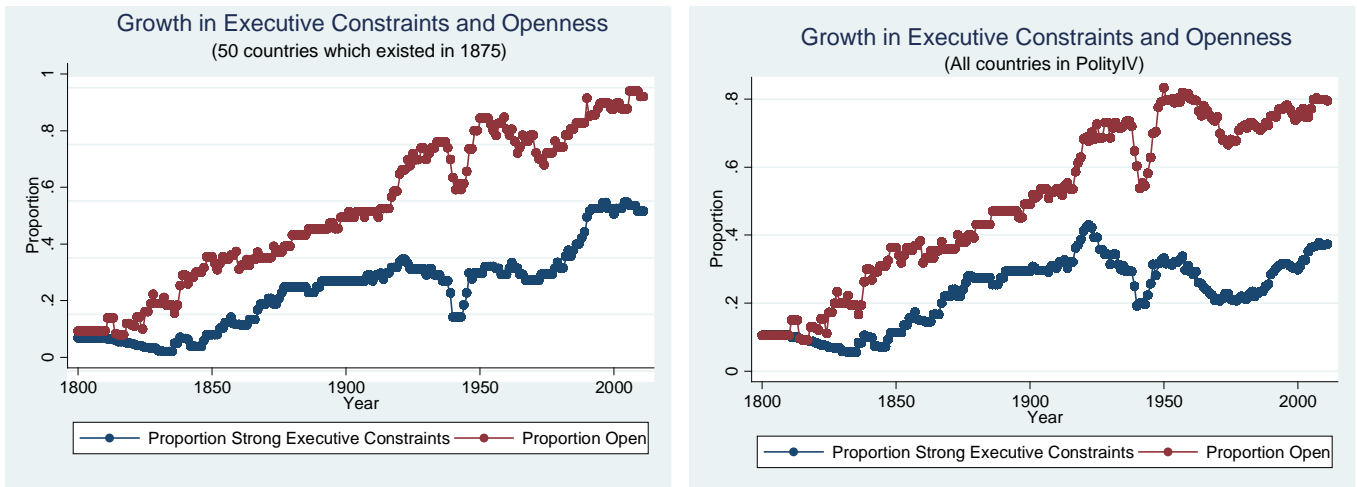 Growth in Executive Constraints and Openness
(50 countries which existed in 1875)
Proportion
1
.8
.6
.4
.2
0
1800 1850 1900 1950 2000
Year
Proportion Strong Executive Constraints Proportion Open
Growth in Executive Constraints and Openness
(All countries in PolityIV)
Proportion
.8
.6
.4
.2
0
1800 1850 1900 1950 2000
Year
Proportion Strong Executive Constraints Proportion Open